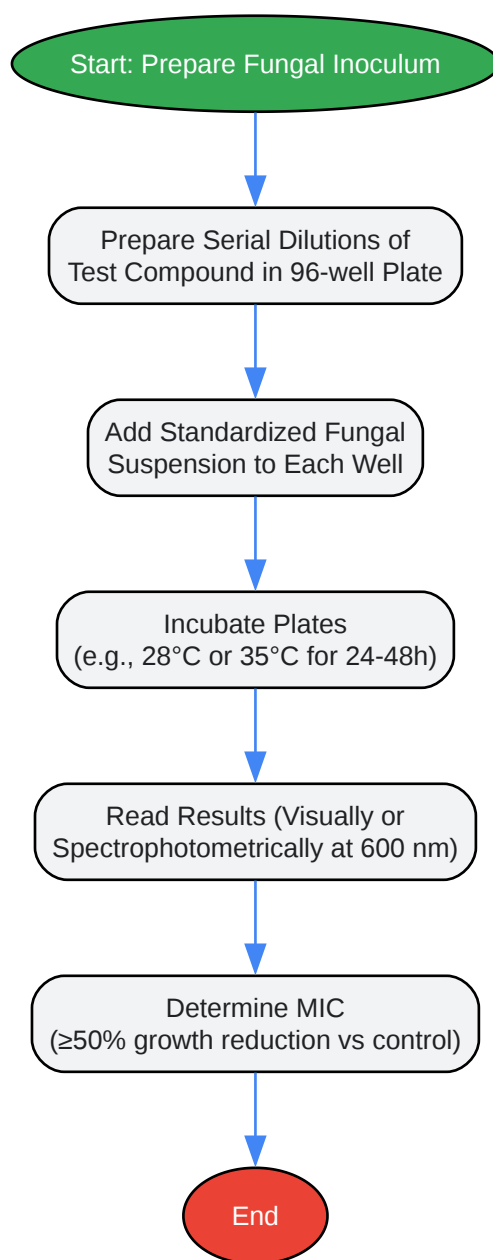 Start: Prepare Fungal Inoculum
Prepare Serial Dilutions of
Test Compound in 96-well Plate
Add Standardized Fungal
Suspension to Each Well
Incubate Plates
(e.g., 28°C or 35°C for 24-48h)
Read Results (Visually or
Spectrophotometrically at 600 nm)
Determine MIC
(≥50% growth reduction vs control)
End